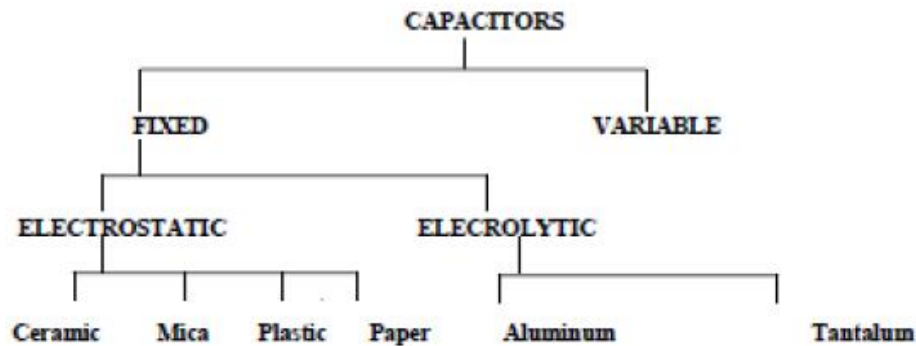 CAPACITORS
FIXED VARIABLE
ELECTROSTATIC ELECROLYTIC
Ceramic Mica Plastic Paper Aluminum Tantalum